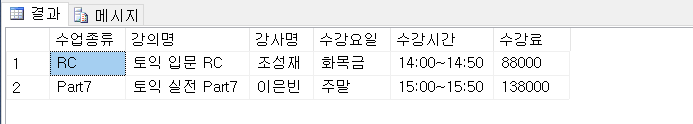 결과 메시지
수업종류 강의명 강사명 수강요일 수강시간 수강료
1 RC 토익 입문 RC 조성재 화목금 14:00~14:50 88000
2 Part7 토익 실전 Part7 이은빈 주말 15:00~15:50 138000